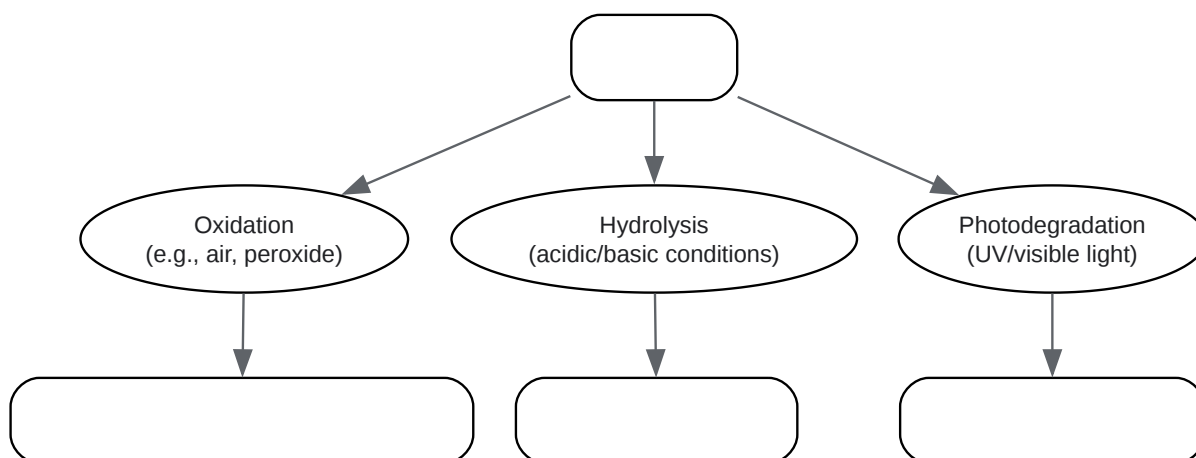 Oxidation
(e.g., air, peroxide)
Hydrolysis
(acidic/basic conditions)
Photodegradation
(UV/visible light)